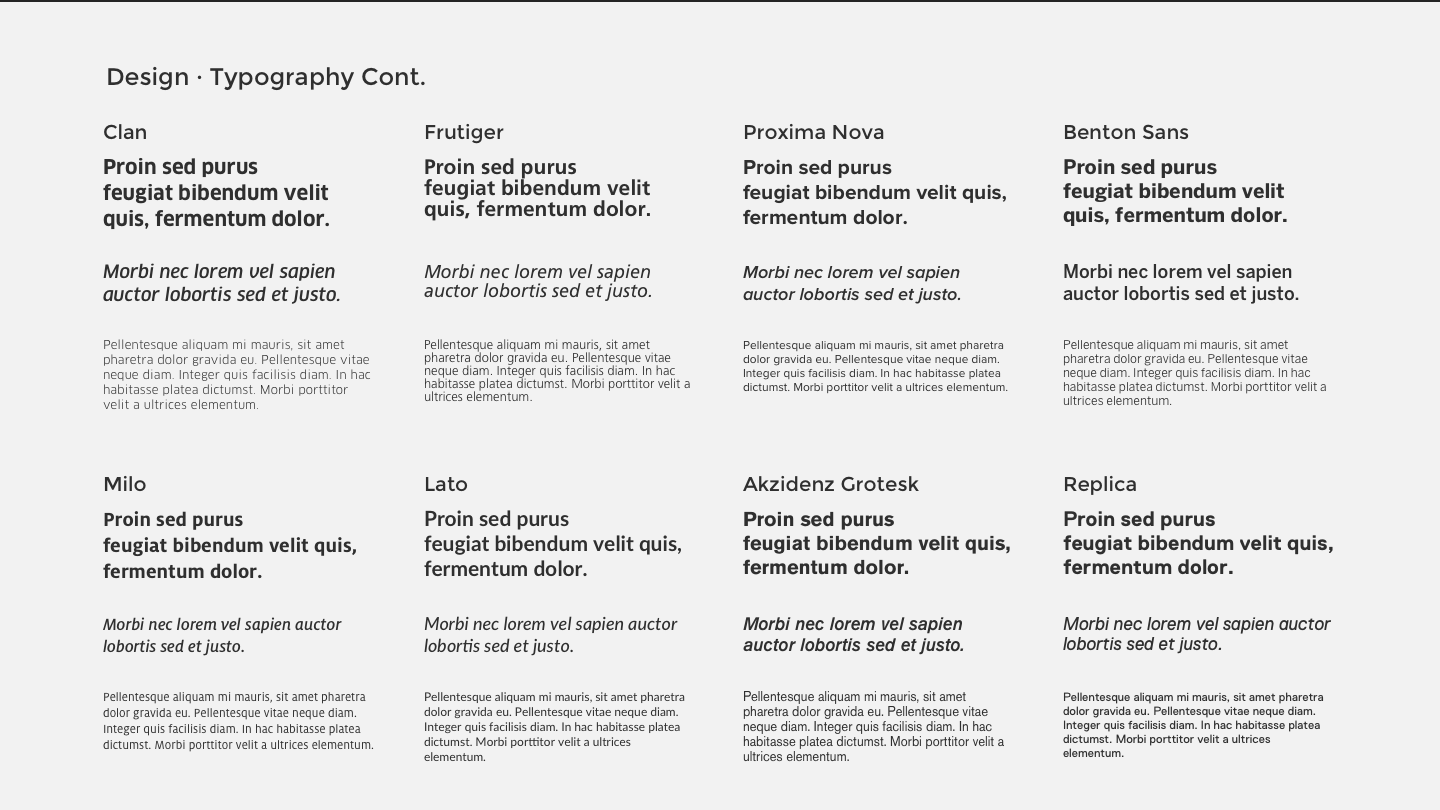 Design · Typography Cont.
Clan
Proin sed purus
feugiat bibendum velit
quis, fermentum dolor.
Morbi nec lorem vel sapien
auctor lobortis sed et justo.
Pellentesque aliquam mi mauris, sit amet
pharetra dolor gravida eu. Pellentesque vitae
neque diam. Integer quis facilisis diam. In hac
habitasse platea dictumst. Morbi porttitor
velit a ultrices elementum.
Frutiger
Proin sed purus
feugiat bibendum velit
quis, fermentum dolor.
Morbi nec lorem vel sapien
auctor lobortis sed et justo.
Pellentesque aliquam mi mauris, sit amet
pharetra dolor gravida eu. Pellentesque vitae
neque diam. Integer quis facilisis diam. In hac
habitasse platea dictumst. Morbi porttitor velit a
ultrices elementum.
Proxima Nova
Proin sed purus
feugiat bibendum velit quis,
fermentum dolor.
Morbi nec lorem vel sapien
auctor lobortis sed et justo.
Pellentesque aliquam mi mauris, sit amet pharetra
dolor gravida eu. Pellentesque vitae neque diam.
Integer quis facilisis diam. In hac habitasse platea
dictumst. Morbi porttitor velit a ultrices elementum.
Benton Sans
Proin sed purus
feugiat bibendum velit
quis, fermentum dolor.
Morbi nec lorem vel sapien
auctor lobortis sed et justo.
Pellentesque aliquam mi mauris, sit amet
pharetra dolor gravida eu. Pellentesque vitae
neque diam. Integer quis facilisis diam. In hac
habitasse platea dictumst. Morbi porttitor velit a
ultrices elementum.
Milo
Proin sed purus
feugiat bibendum velit quis,
fermentum dolor.
Morbi nec lorem vel sapien auctor
lobortis sed et justo.
Pellentesque aliquam mi mauris, sit amet pharetra
dolor gravida eu. Pellentesque vitae neque diam.
Integer quis facilisis diam. In hac habitasse platea
dictumst. Morbi porttitor velit a ultrices elementum.
Lato
Proin sed purus
feugiat bibendum velit quis,
fermentum dolor.
Morbi nec lorem vel sapien auctor
lobortis sed et justo.
Pellentesque aliquam mi mauris, sit amet pharetra
dolor gravida eu. Pellentesque vitae neque diam.
Integer quis facilisis diam. In hac habitasse platea
dictumst. Morbi porttitor velit a ultrices
elementum.
Akzidenz Grotesk
Proin sed purus
feugiat bibendum velit quis,
fermentum dolor.
Morbi nec lorem vel sapien
auctor lobortis sed et justo.
Pellentesque aliquam mi mauris, sit amet
pharetra dolor gravida eu. Pellentesque vitae
neque diam. Integer quis facilisis diam. In hac
habitasse platea dictumst. Morbi porttitor velit a
ultrices elementum.
Replica
Proin sed purus
feugiat bibendum velit quis,
fermentum dolor.
Morbi nec lorem vel sapien auctor
lobortis sed et justo.
Pellentesque aliquam mi mauris, sit amet pharetra
dolor gravida eu. Pellentesque vitae neque diam.
Integer quis facilisis diam. In hac habitasse platea
dictumst. Morbi porttitor velit a ultrices
elementum.